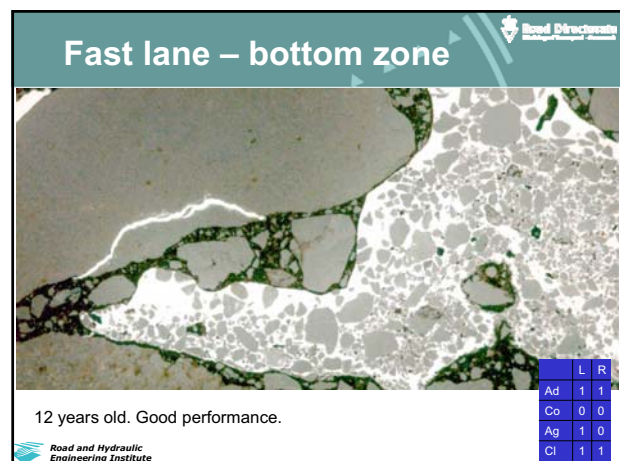 Road Directorate
Fast lane – bottom zone
12 years old. Good performance.
L R
Ad 1 1
Co 0 0
Ag 1 0
Cl 1 1
Road and Hydraulic
Engineering Institute